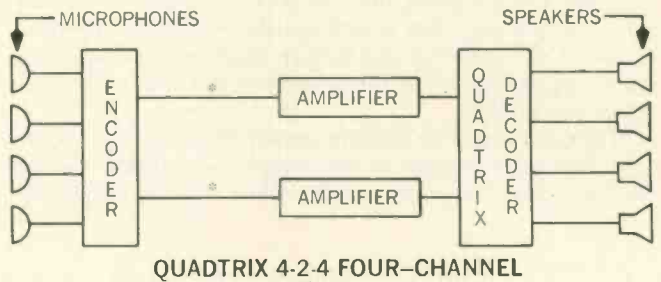 MICROPHONES
SPEAKERS
ENCODER
*
AMPLIFIER
QUADTRIX
DECODER
*
AMPLIFIER
QUADTRIX 4-2-4 FOUR–CHANNEL